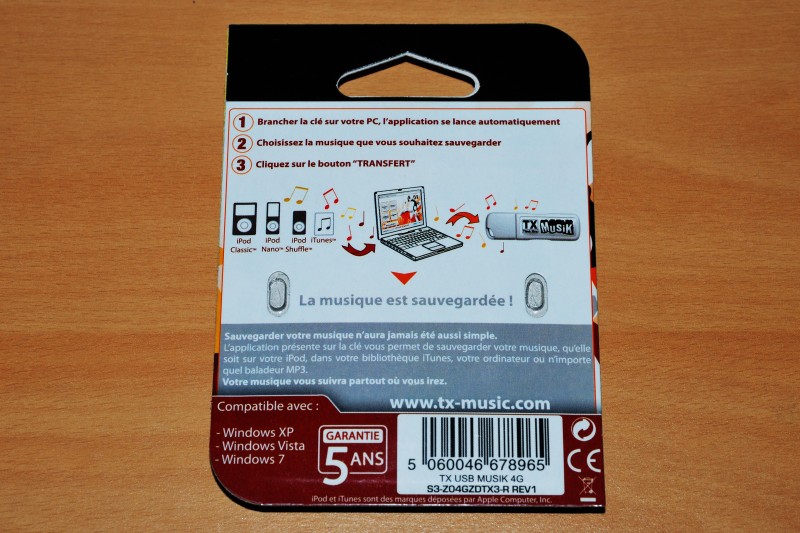 1 Brancher la clé sur votre PC, l'application se lance automatiquement
2 Choisissez la musique que vous souhaitez sauvegarder
3 Cliquez sur le bouton "TRANSFERT"
iPod Classic™ iPod Nano™ iPod Shuffle™ iTunes™
TX MUSIK
La musique est sauvegardée !
Sauvegarder votre musique n'aura jamais été aussi simple.
L'application présente sur la clé vous permet de sauvegarder votre musique, qu'elle
soit sur votre iPod, dans votre bibliothèque iTunes, votre ordinateur ou n'importe
quel baladeur MP3.
Votre musique vous suivra partout où vous irez.
www.tx-music.com
Compatible avec :
- Windows XP
- Windows Vista
- Windows 7
GARANTIE
5 ANS
5 060046 678965
TX USB MUSIK 4G
S3-Z04GZDTX3-R REV1
CE
iPod et iTunes sont des marques déposées par Apple Computer, Inc.